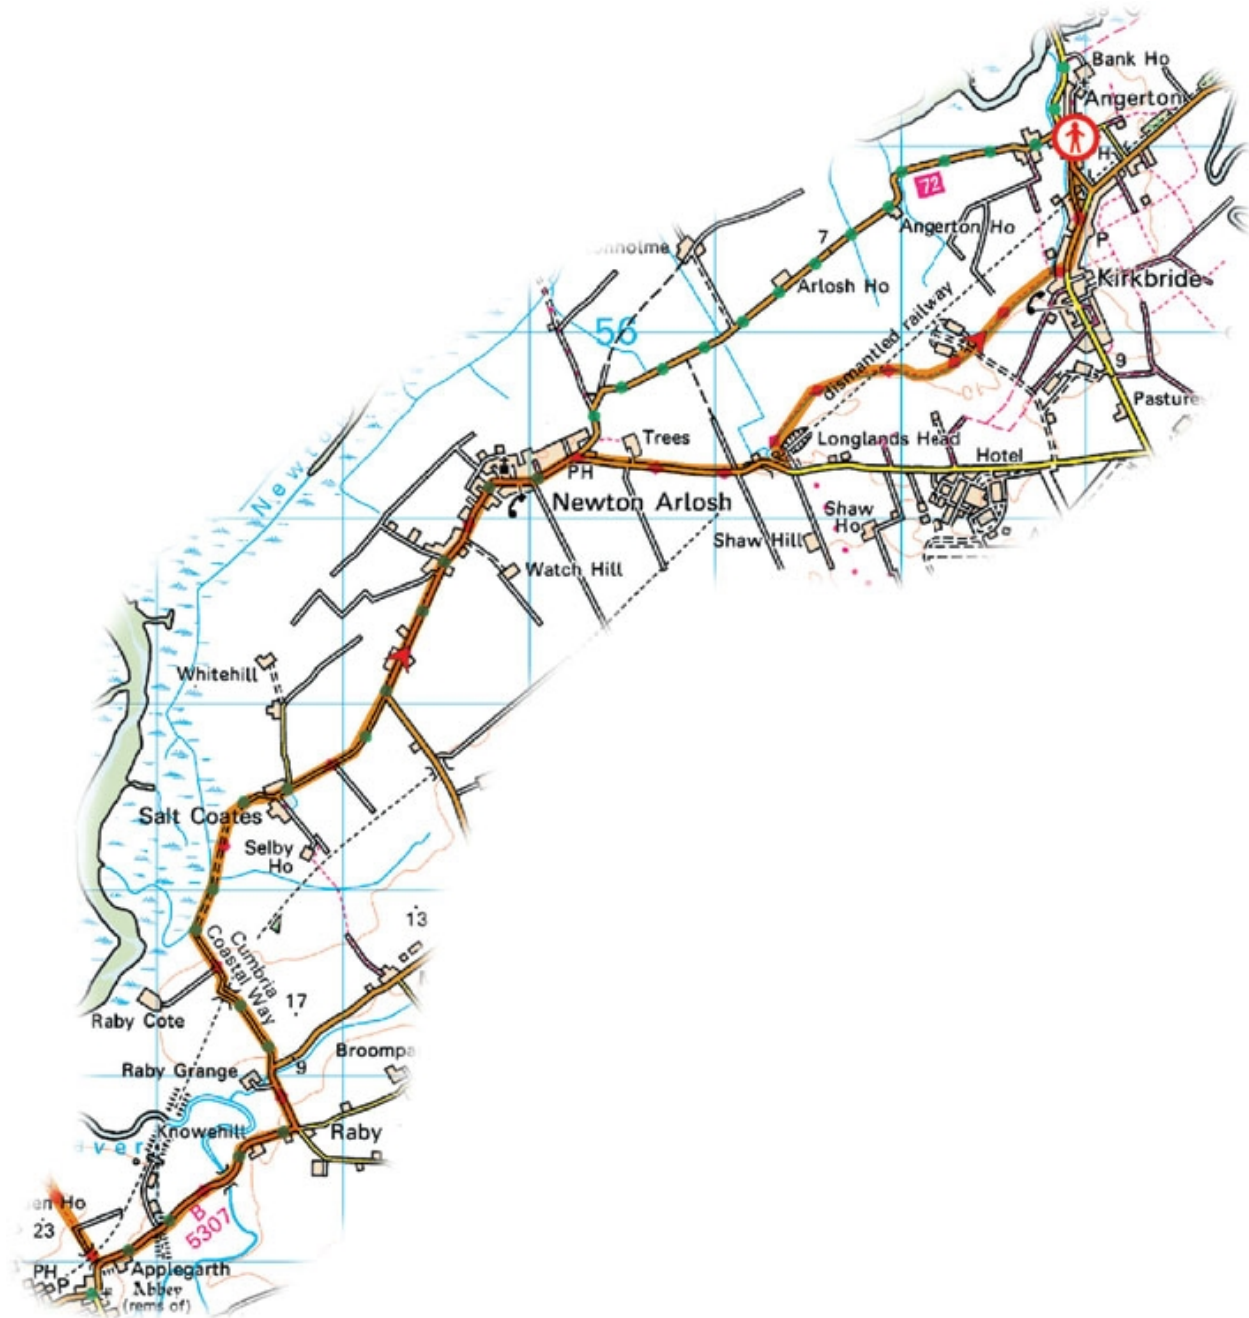 Bank Ho
Angerton
H
72
Angerton Ho
7
P
Arlosh Ho
Kirkbride
dismantled railway
56
9
Pasture
Trees
Longlands Head
Hotel
PH
Newton Arlosh
Shaw
Ho
Shaw Hill
Watch Hill
Whitehill
Salt Coates
Selby
Ho
13
Cumbria
Coastal Way
17
Raby Cote
Raby Grange
9
Knowehill
Raby
B
5307
23
PH
P
Applegarth
Abbey
(rems of)